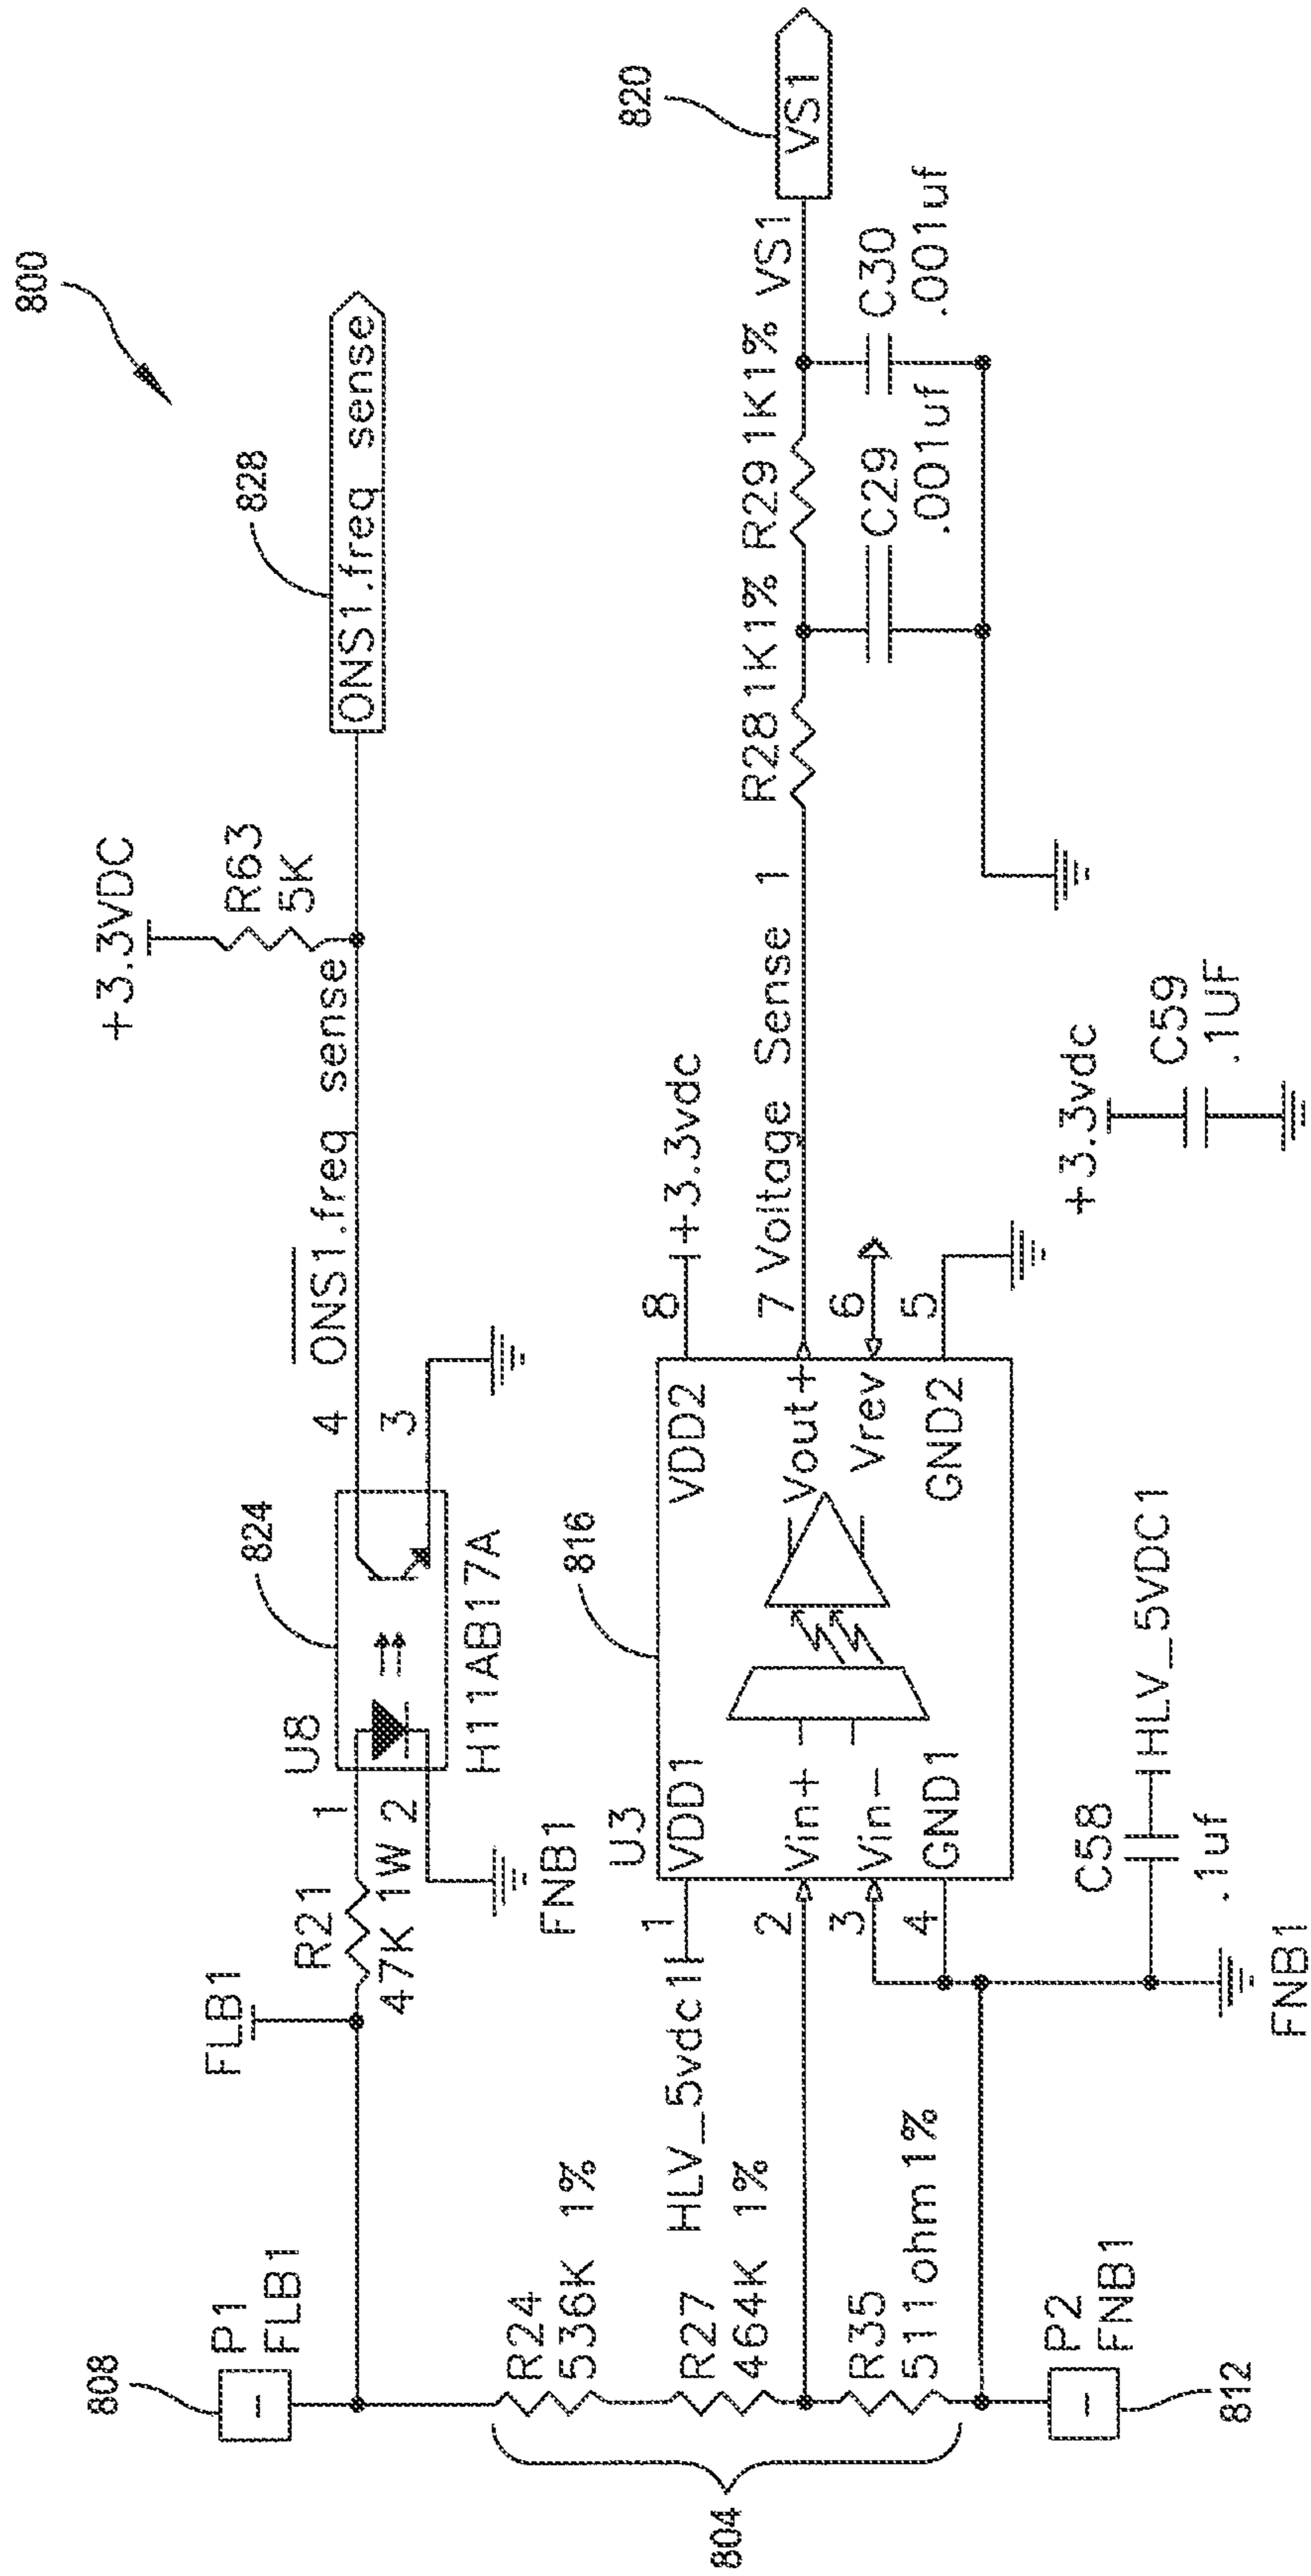 800
808
P1
FLB1
FLB1
R21
47K 1W
1
2
FNB1
U8
824
H11AB17A
4
3
ONS1.freq sense
+3.3VDC
R63
5K
828
ONS1.freq sense
804
R24
536K 1%
R27
464K 1%
R35
511 ohm 1%
P2
FNB1
812
HLV_5vdc1
1
2
3
4
U3
816
VDD1
Vin+
Vin-
GND1
VDD2
Vout+
Vrev
GND2
8
7
6
5
+3.3vdc
Voltage Sense 1
R28 1K1%
R29 1K1%
VS1
820
VS1
C29
.001uf
C30
.001uf
C58
.1uf
HLV_5VDC1
FNB1
+3.3vdc
C59
.1UF